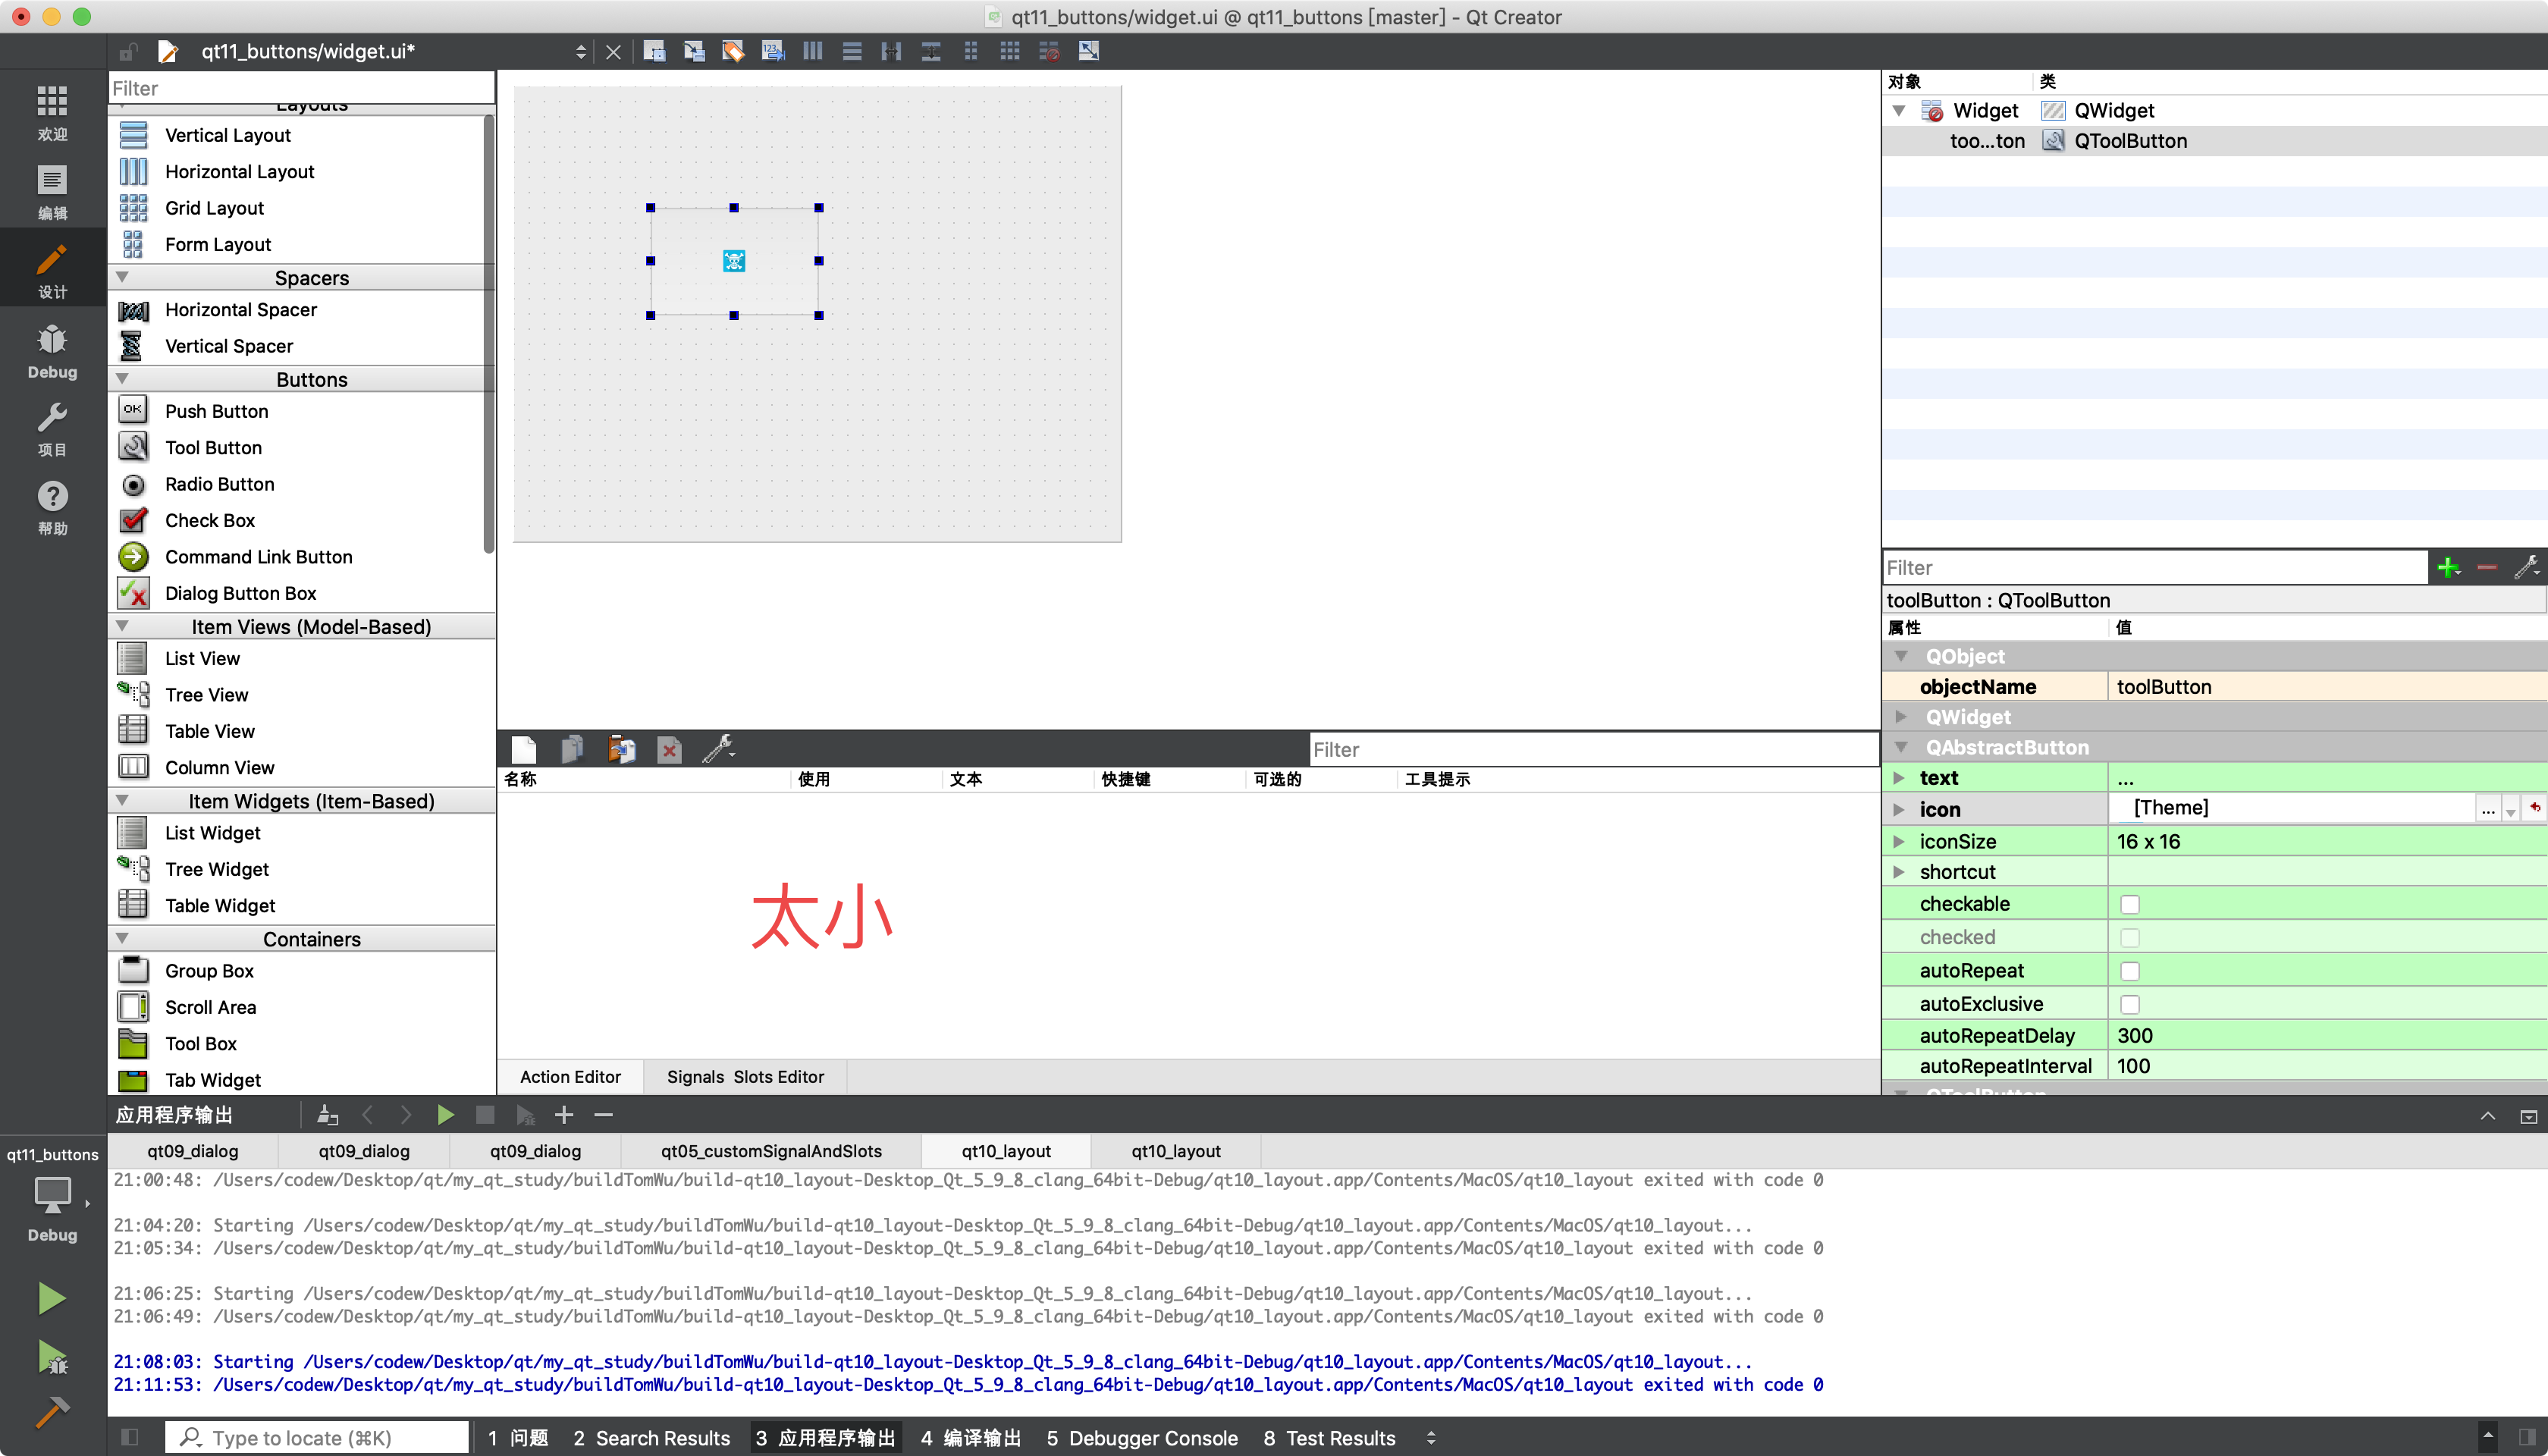 qt11_buttons/widget.ui @ qt11_buttons [master] - Qt Creator
qt11_buttons/widget.ui*
欢迎
编辑
设计
Debug
项目
帮助
Filter
Layouts
Vertical Layout
Horizontal Layout
Grid Layout
Form Layout
Spacers
Horizontal Spacer
Vertical Spacer
Buttons
OK
Push Button
Tool Button
Radio Button
Check Box
Command Link Button
Dialog Button Box
Item Views (Model-Based)
List View
Tree View
Table View
Column View
Item Widgets (Item-Based)
List Widget
Tree Widget
Table Widget
Containers
Group Box
Scroll Area
Tool Box
Tab Widget
Filter
名称 使用 文本 快捷键 可选的 工具提示
太小
Action Editor Signals Slots Editor
对象 类
Widget QWidget
too...ton QToolButton
Filter
toolButton : QToolButton
属性 值
QObject
objectName toolButton
QWidget
QAbstractButton
text ...
icon [Theme] ...
iconSize 16 x 16
shortcut
checkable
checked
autoRepeat
autoExclusive
autoRepeatDelay 300
autoRepeatInterval 100
QToolButton
应用程序输出
qt09_dialog qt09_dialog qt09_dialog qt05_customSignalAndSlots qt10_layout qt10_layout
21:00:48: /Users/codew/Desktop/qt/my_qt_study/buildTomWu/build-qt10_layout-Desktop_Qt_5_9_8_clang_64bit-Debug/qt10_layout.app/Contents/MacOS/qt10_layout exited with code 0
21:04:20: Starting /Users/codew/Desktop/qt/my_qt_study/buildTomWu/build-qt10_layout-Desktop_Qt_5_9_8_clang_64bit-Debug/qt10_layout.app/Contents/MacOS/qt10_layout...
21:05:34: /Users/codew/Desktop/qt/my_qt_study/buildTomWu/build-qt10_layout-Desktop_Qt_5_9_8_clang_64bit-Debug/qt10_layout.app/Contents/MacOS/qt10_layout exited with code 0
21:06:25: Starting /Users/codew/Desktop/qt/my_qt_study/buildTomWu/build-qt10_layout-Desktop_Qt_5_9_8_clang_64bit-Debug/qt10_layout.app/Contents/MacOS/qt10_layout...
21:06:49: /Users/codew/Desktop/qt/my_qt_study/buildTomWu/build-qt10_layout-Desktop_Qt_5_9_8_clang_64bit-Debug/qt10_layout.app/Contents/MacOS/qt10_layout exited with code 0
21:08:03: Starting /Users/codew/Desktop/qt/my_qt_study/buildTomWu/build-qt10_layout-Desktop_Qt_5_9_8_clang_64bit-Debug/qt10_layout.app/Contents/MacOS/qt10_layout...
21:11:53: /Users/codew/Desktop/qt/my_qt_study/buildTomWu/build-qt10_layout-Desktop_Qt_5_9_8_clang_64bit-Debug/qt10_layout.app/Contents/MacOS/qt10_layout exited with code 0
qt11_buttons
Debug
Type to locate (⌘K)
1 问题 2 Search Results 3 应用程序输出 4 编译输出 5 Debugger Console 8 Test Results